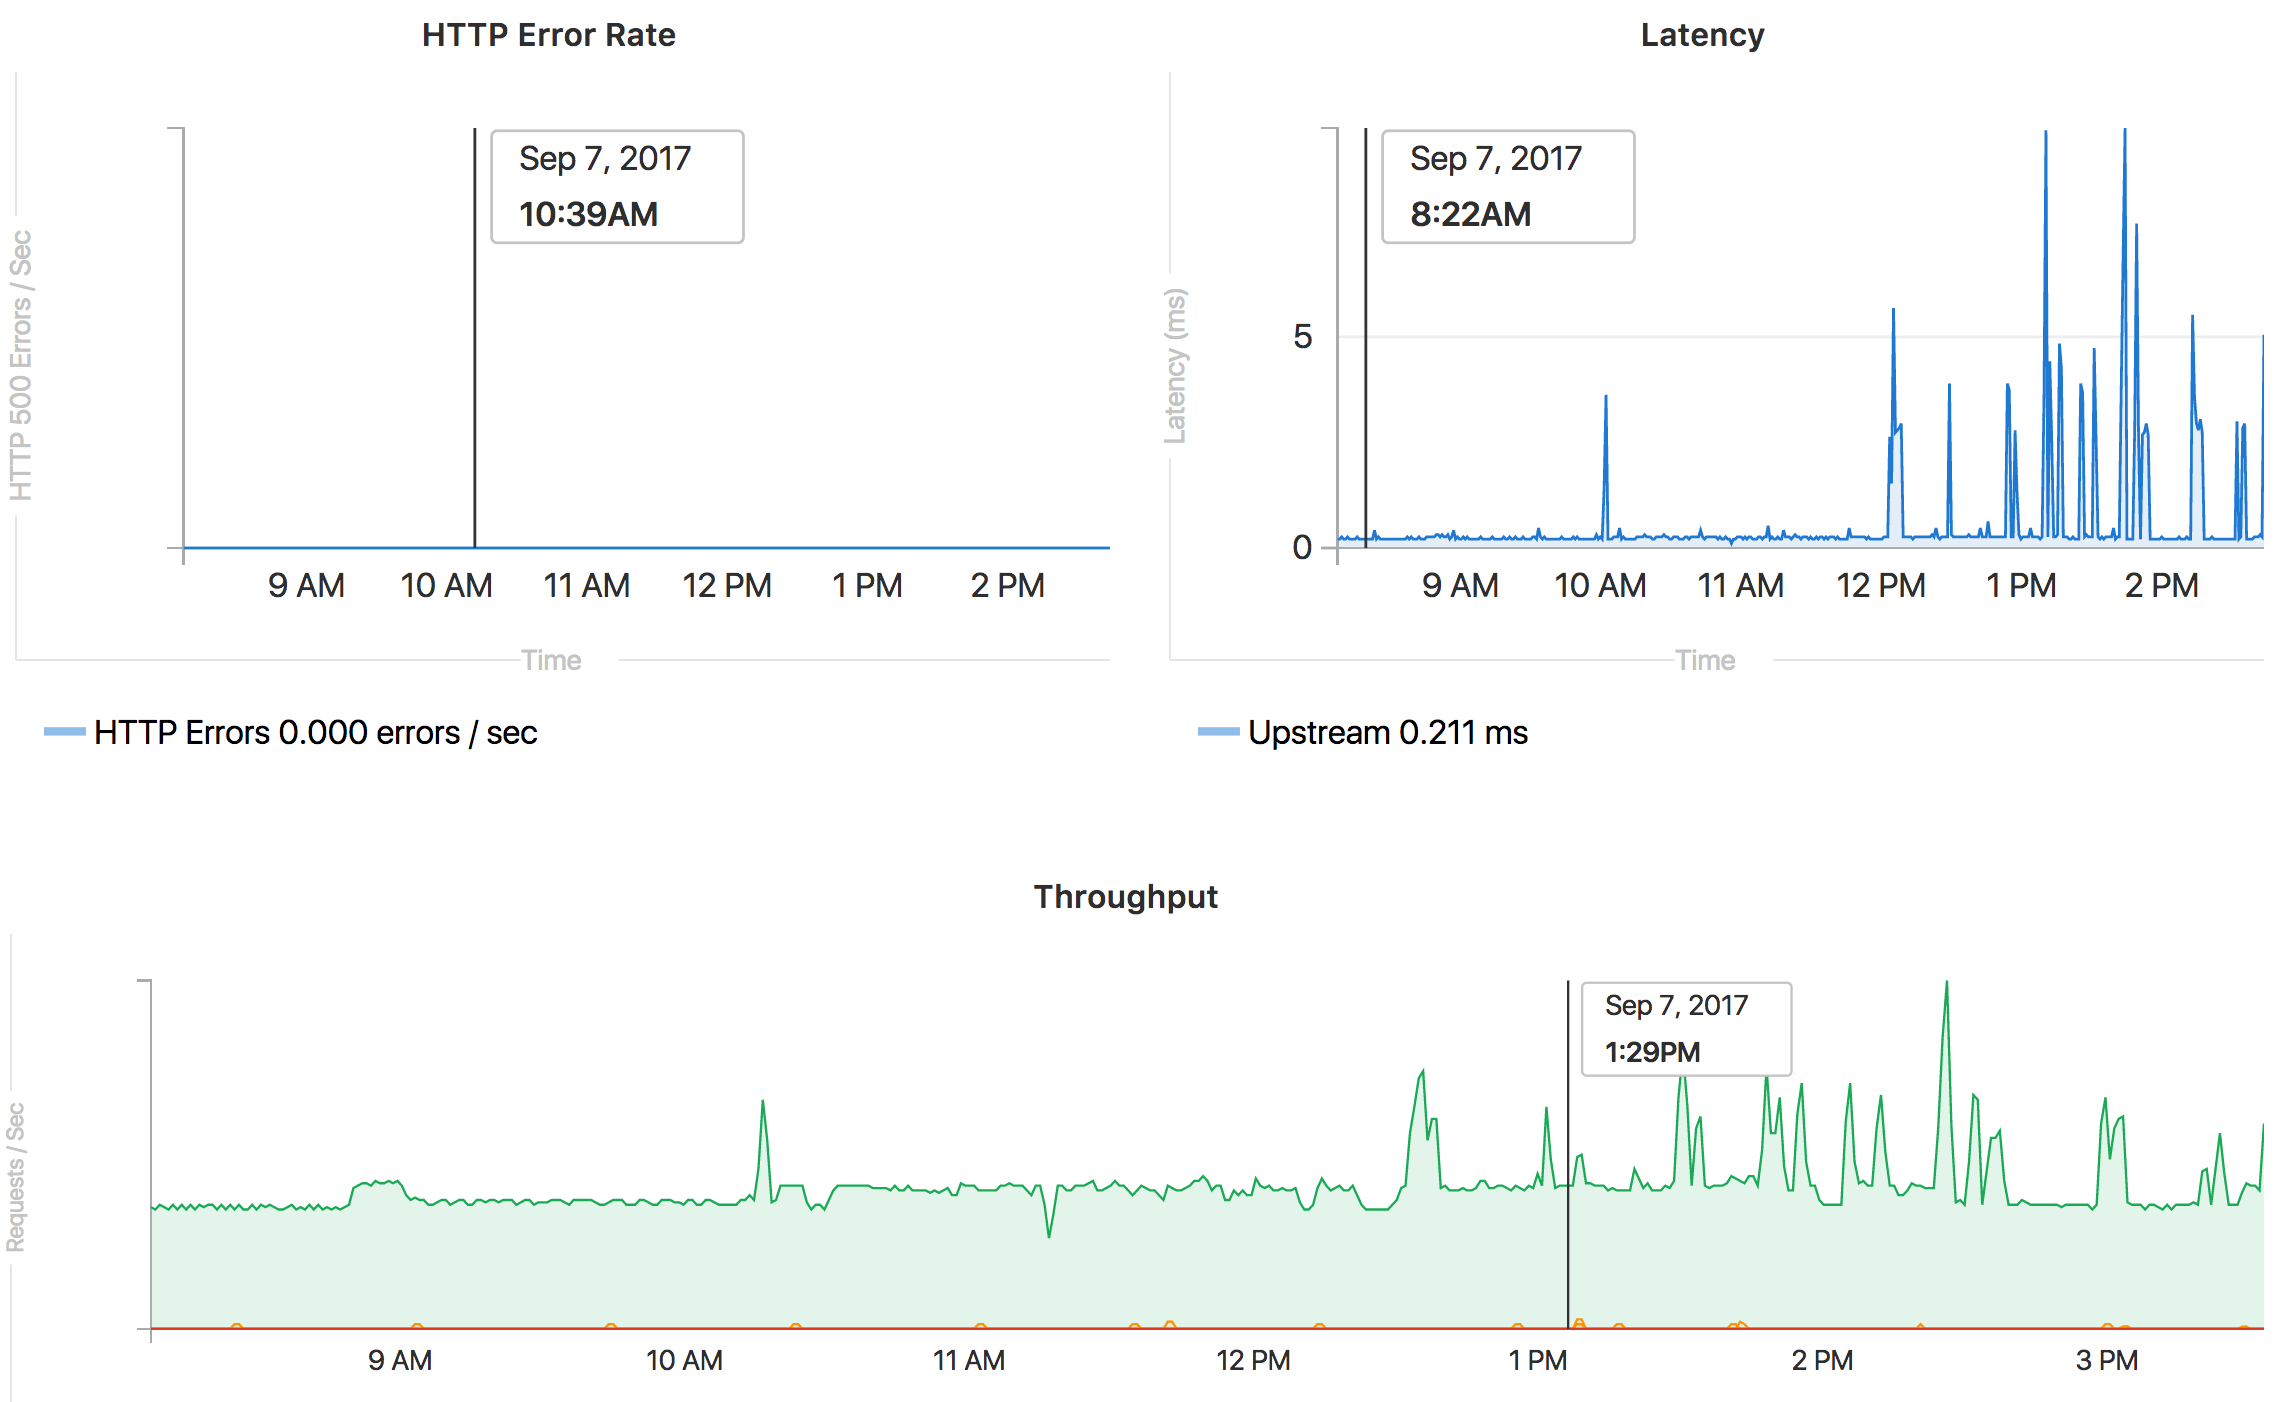 HTTP Error Rate
HTTP 500 Errors / Sec
Sep 7, 2017
10:39AM
9 AM 10 AM 11 AM 12 PM 1 PM 2 PM
Time
HTTP Errors 0.000 errors / sec
Latency
Latency (ms)
Sep 7, 2017
8:22AM
5
0
9 AM 10 AM 11 AM 12 PM 1 PM 2 PM
Time
Upstream 0.211 ms
Throughput
Requests / Sec
Sep 7, 2017
1:29PM
9 AM 10 AM 11 AM 12 PM 1 PM 2 PM 3 PM